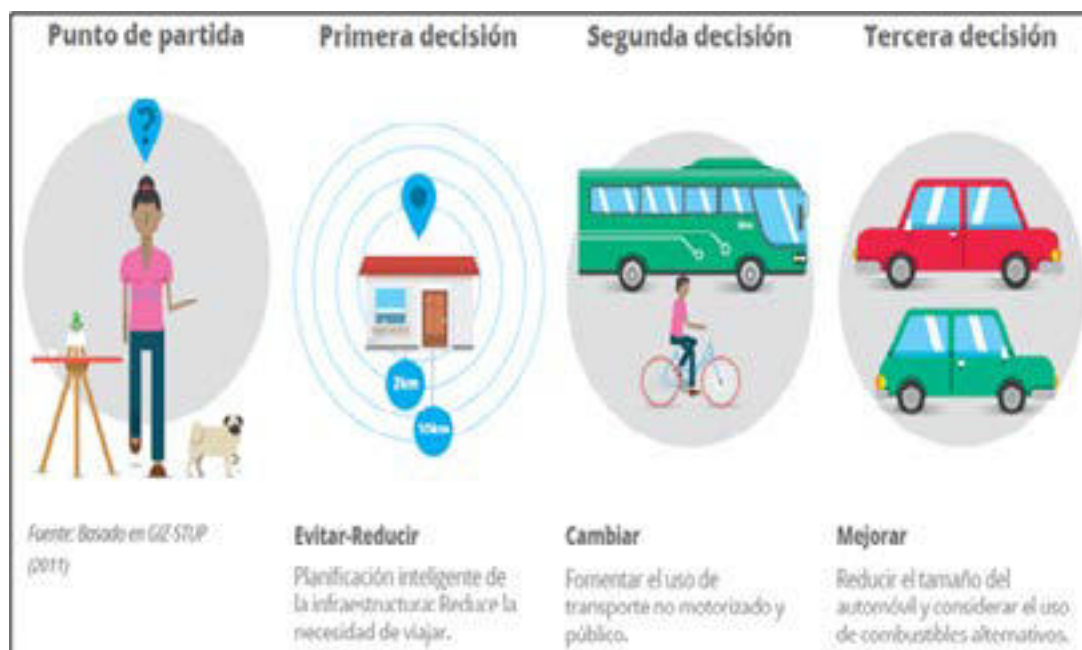 Punto de partida
Primera decisión
Segunda decisión
Tercera decisión
?
2km
10km
Fuente: Basado en GIZ-STUP
(2011)
Evitar-Reducir
Planificación inteligente de
la infraestructura: Reduce la
necesidad de viajar.
Cambiar
Fomentar el uso de
transporte no motorizado y
público.
Mejorar
Reducir el tamaño del
automóvil y considerar el uso
de combustibles alternativos.